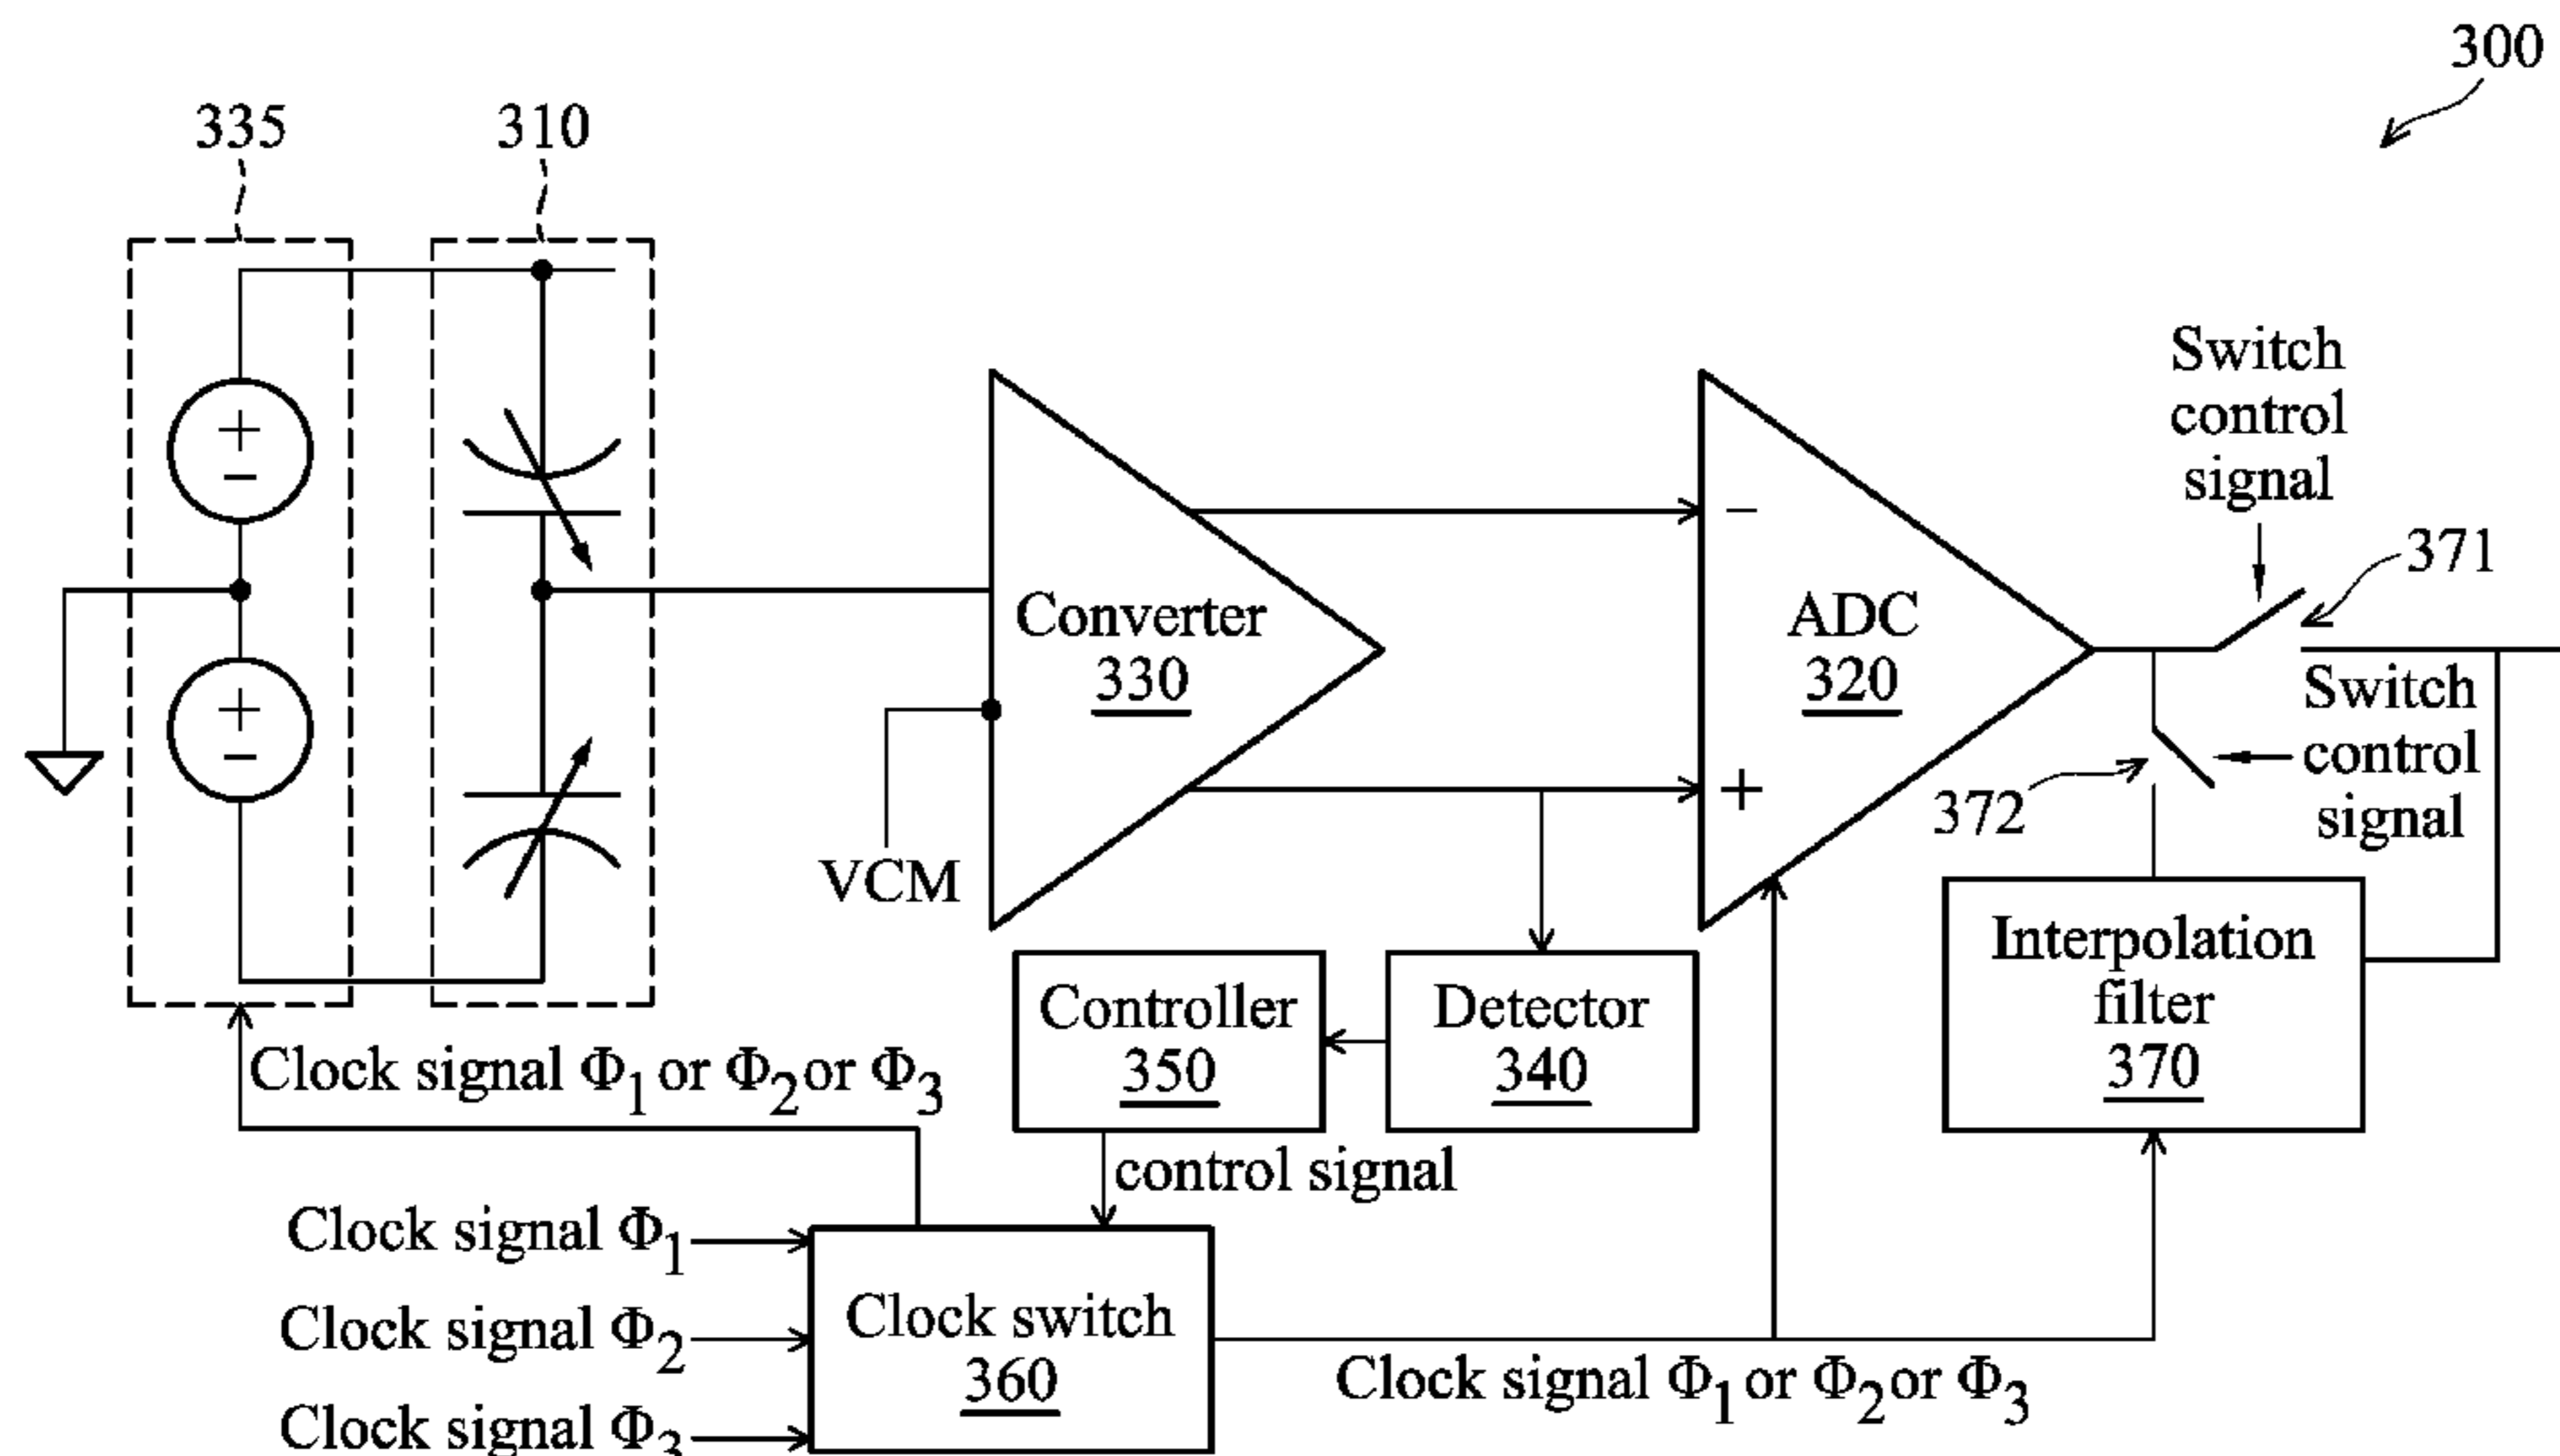 300
335
310
+
−
+
−
Switch
control
signal
371
−
Converter
330
ADC
320
+
VCM
Switch
control
signal
372
Interpolation
filter
370
Controller
350
Detector
340
Clock signal Φ1 or Φ2 or Φ3
control signal
Clock signal Φ1
Clock signal Φ2
Clock signal Φ3
Clock switch
360
Clock signal Φ1 or Φ2 or Φ3